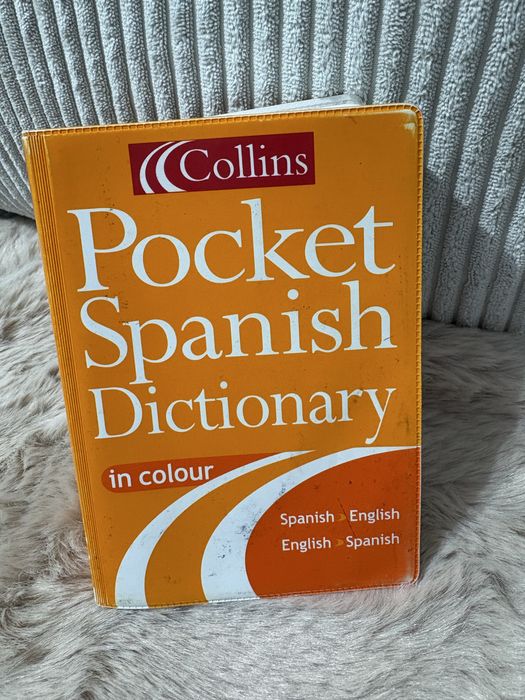 Collins
Pocket
Spanish
Dictionary
in colour
Spanish > English
English > Spanish